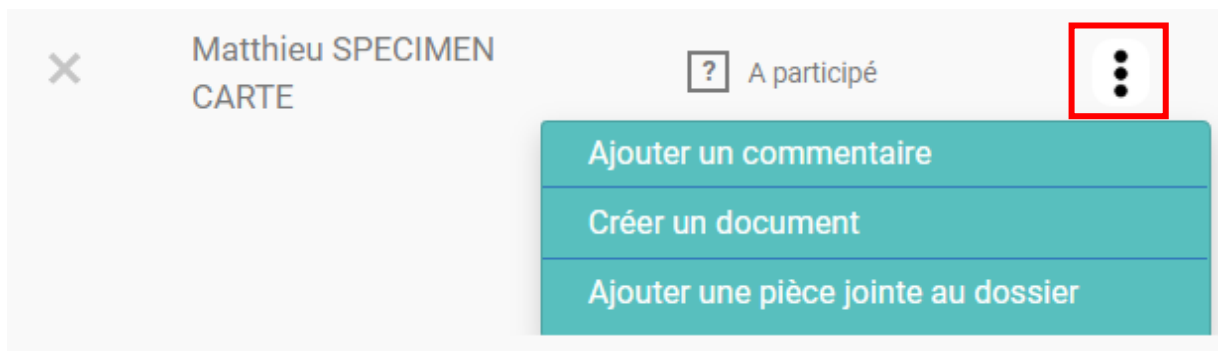 Matthieu SPECIMEN
CARTE
? A participé
Ajouter un commentaire
Créer un document
Ajouter une pièce jointe au dossier